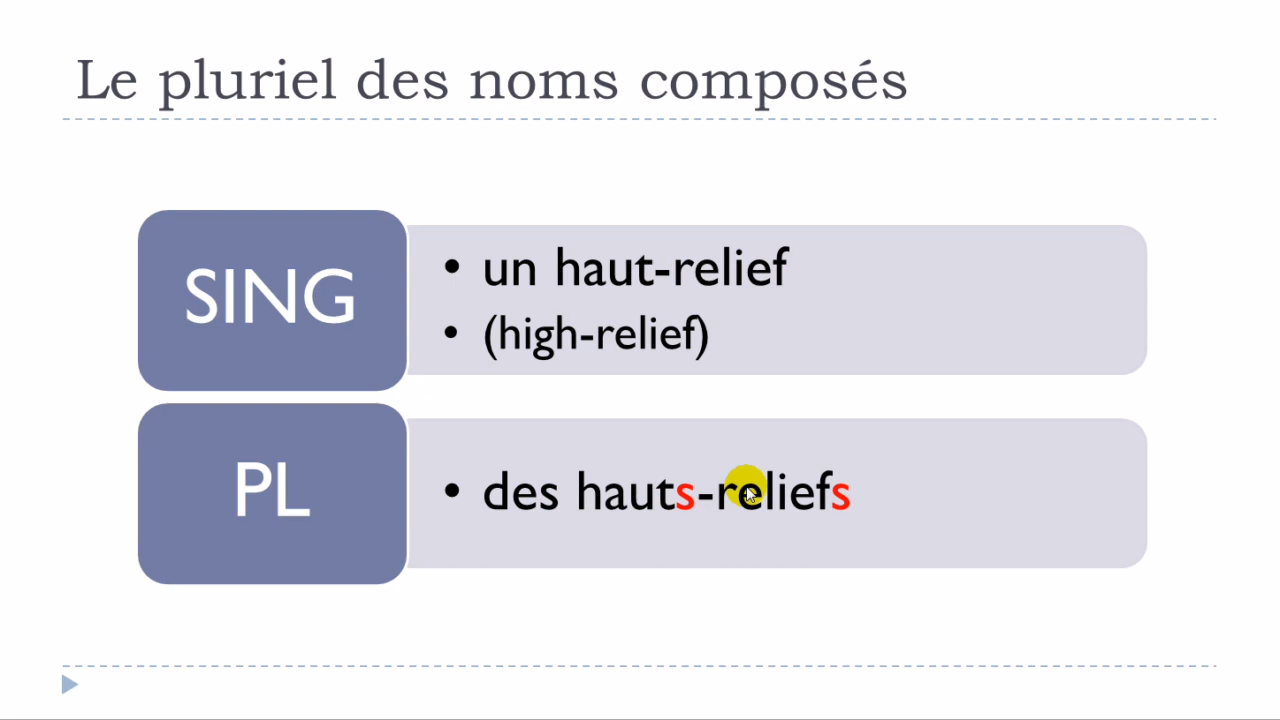 Le pluriel des noms composés
SING
• un haut-relief
• (high-relief)
PL
• des hauts-reliefs